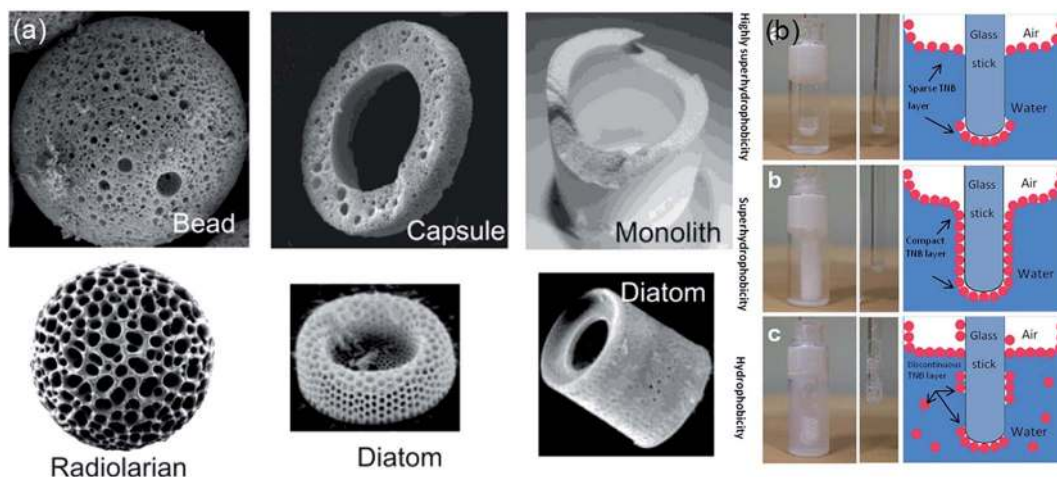 (a)
Bead
Capsule
Monolith
Radiolarian
Diatom
Diatom
(b)
Highly superhydrophobicity
Glass
stick
Air
Sparse TNB
layer
Water
b
Superhydrophobicity
Glass
stick
Air
Compact
TNB layer
Water
c
Hydrophobicity
Glass
stick
Air
Discontinuous
TNB layer
Water